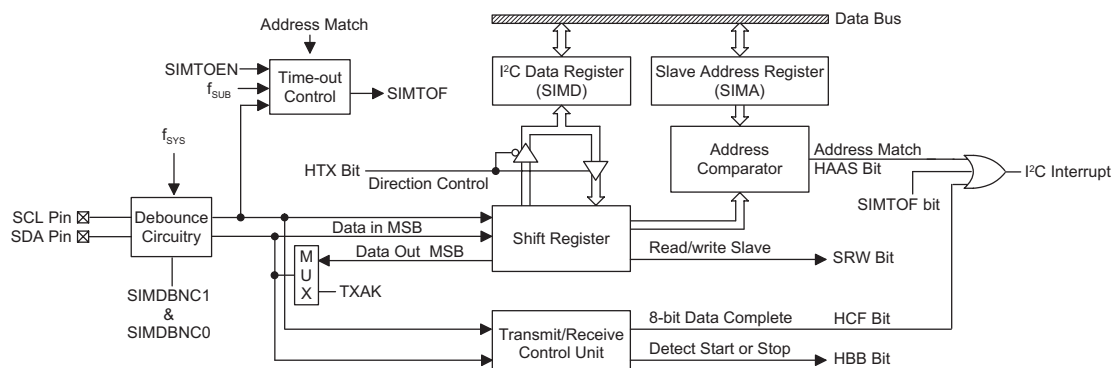 Address Match
Data Bus
SIMTOEN
fSUB
Time-out
Control
SIMTOF
I²C Data Register
(SIMD)
Slave Address Register
(SIMA)
fSYS
HTX Bit
Direction Control
Address
Comparator
Address Match
HAAS Bit
SIMTOF bit
I²C Interrupt
SCL Pin
SDA Pin
Debounce
Circuitry
Data in MSB
Shift Register
Data Out MSB
Read/write Slave
SRW Bit
M
U
X
TXAK
SIMDBNC1
&
SIMDBNC0
Transmit/Receive
Control Unit
8-bit Data Complete
HCF Bit
Detect Start or Stop
HBB Bit